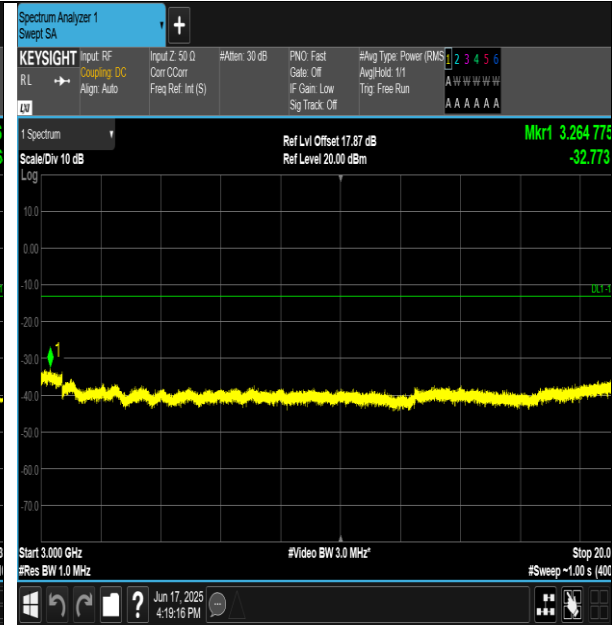 Spectrum Analyzer 1
Swept SA
+
KEYSIGHT Input: RF Input Z: 50 Ω #Atten: 30 dB PNO: Fast #Avg Type: Power (RMS 1 2 3 4 5 6
RL Coupling: DC Corr CCorr Gate: Off Avg|Hold: 1/1 A W W W W W
Align: Auto Freq Ref: Int (S) IF Gain: Low Trig: Free Run
LXI Sig Track: Off A A A A A A
1 Spectrum Ref Lvl Offset 17.87 dB Mkr1 3.264 775
Scale/Div 10 dB Ref Level 20.00 dBm -32.773
Log
10.0
0.00
-10.0
DL1 -1
-20.0
-30.0 1
-40.0
-50.0
-60.0
-70.0
Start 3.000 GHz #Video BW 3.0 MHz* Stop 20.0
#Res BW 1.0 MHz #Sweep ~1.00 s (400
? Jun 17, 2025
4:19:16 PM